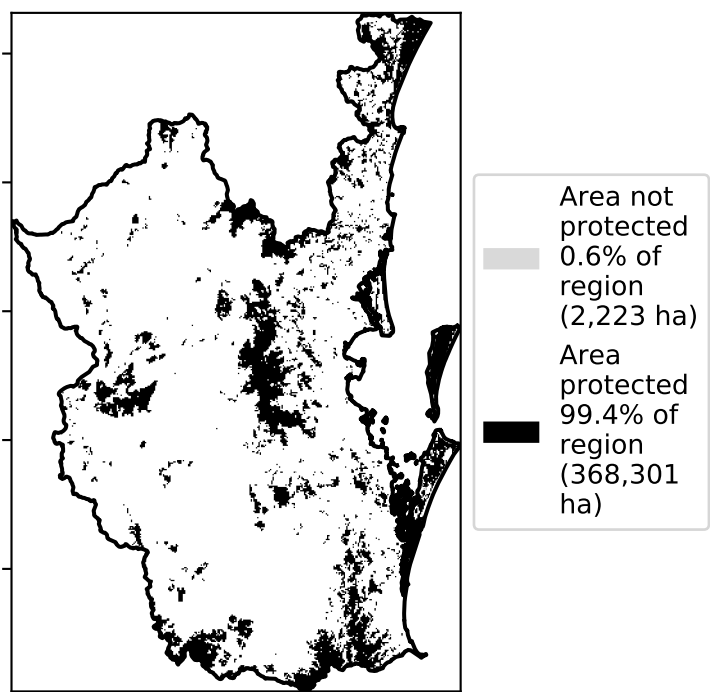 Area not
protected
0.6% of
region
(2,223 ha)
Area
protected
99.4% of
region
(368,301
ha)